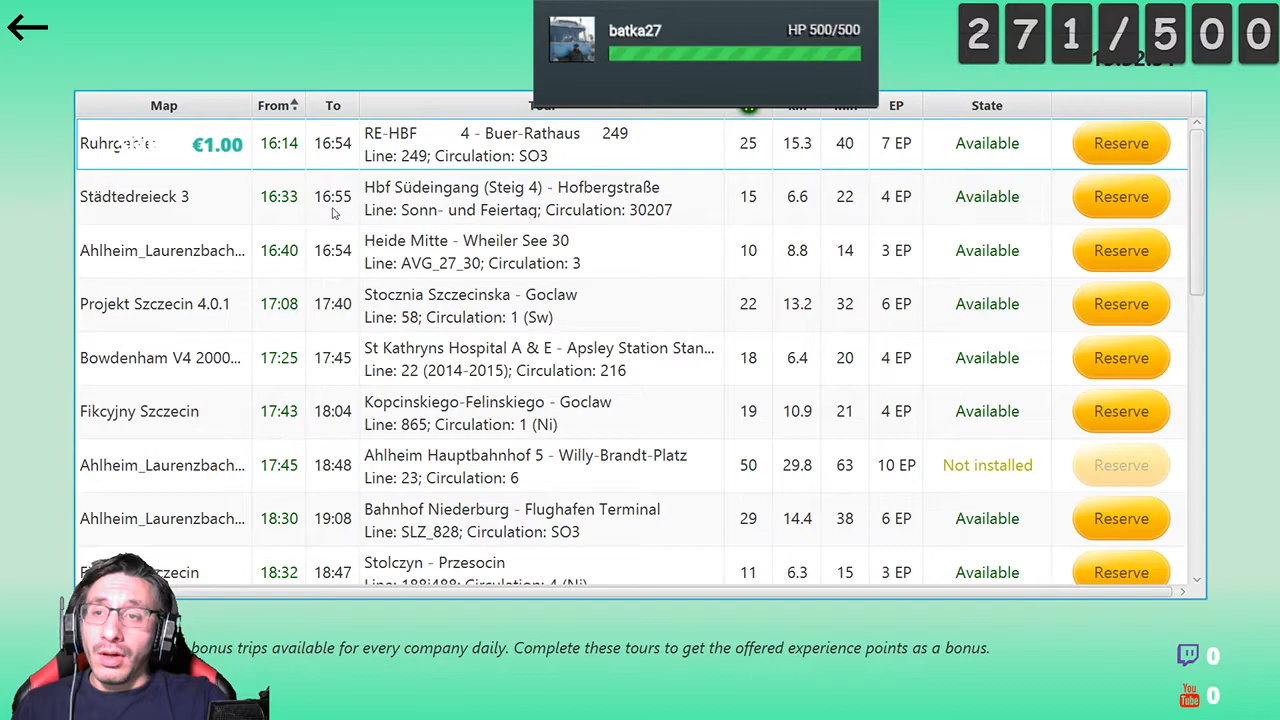 batka27 HP 500/500
271/500
Map From To EP State
Ruhrgebie €1.00 16:14 16:54 RE-HBF 4 - Buer-Rathaus 249 25 15.3 40 7 EP Available Reserve
Line: 249; Circulation: SO3
Städtedreieck 3 16:33 16:55 Hbf Südeingang (Steig 4) - Hofbergstraße 15 6.6 22 4 EP Available Reserve
Line: Sonn- und Feiertag; Circulation: 30207
Ahlheim_Laurenzbach... 16:40 16:54 Heide Mitte - Wheiler See 30 10 8.8 14 3 EP Available Reserve
Line: AVG_27_30; Circulation: 3
Projekt Szczecin 4.0.1 17:08 17:40 Stocznia Szczecinska - Goclaw 22 13.2 32 6 EP Available Reserve
Line: 58; Circulation: 1 (Sw)
Bowdenham V4 2000... 17:25 17:45 St Kathryns Hospital A & E - Apsley Station Stan... 18 6.4 20 4 EP Available Reserve
Line: 22 (2014-2015); Circulation: 216
Fikcyjny Szczecin 17:43 18:04 Kopcinskiego-Felinskiego - Goclaw 19 10.9 21 4 EP Available Reserve
Line: 865; Circulation: 1 (Ni)
Ahlheim_Laurenzbach... 17:45 18:48 Ahlheim Hauptbahnhof 5 - Willy-Brandt-Platz 50 29.8 63 10 EP Not installed Reserve
Line: 23; Circulation: 6
Ahlheim_Laurenzbach... 18:30 19:08 Bahnhof Niederburg - Flughafen Terminal 29 14.4 38 6 EP Available Reserve
Line: SLZ_828; Circulation: SO3
zczecin 18:32 18:47 Stolczyn - Przesocin 11 6.3 15 3 EP Available Reserve
bonus trips available for every company daily. Complete these tours to get the offered experience points as a bonus.
0
You Tube 0